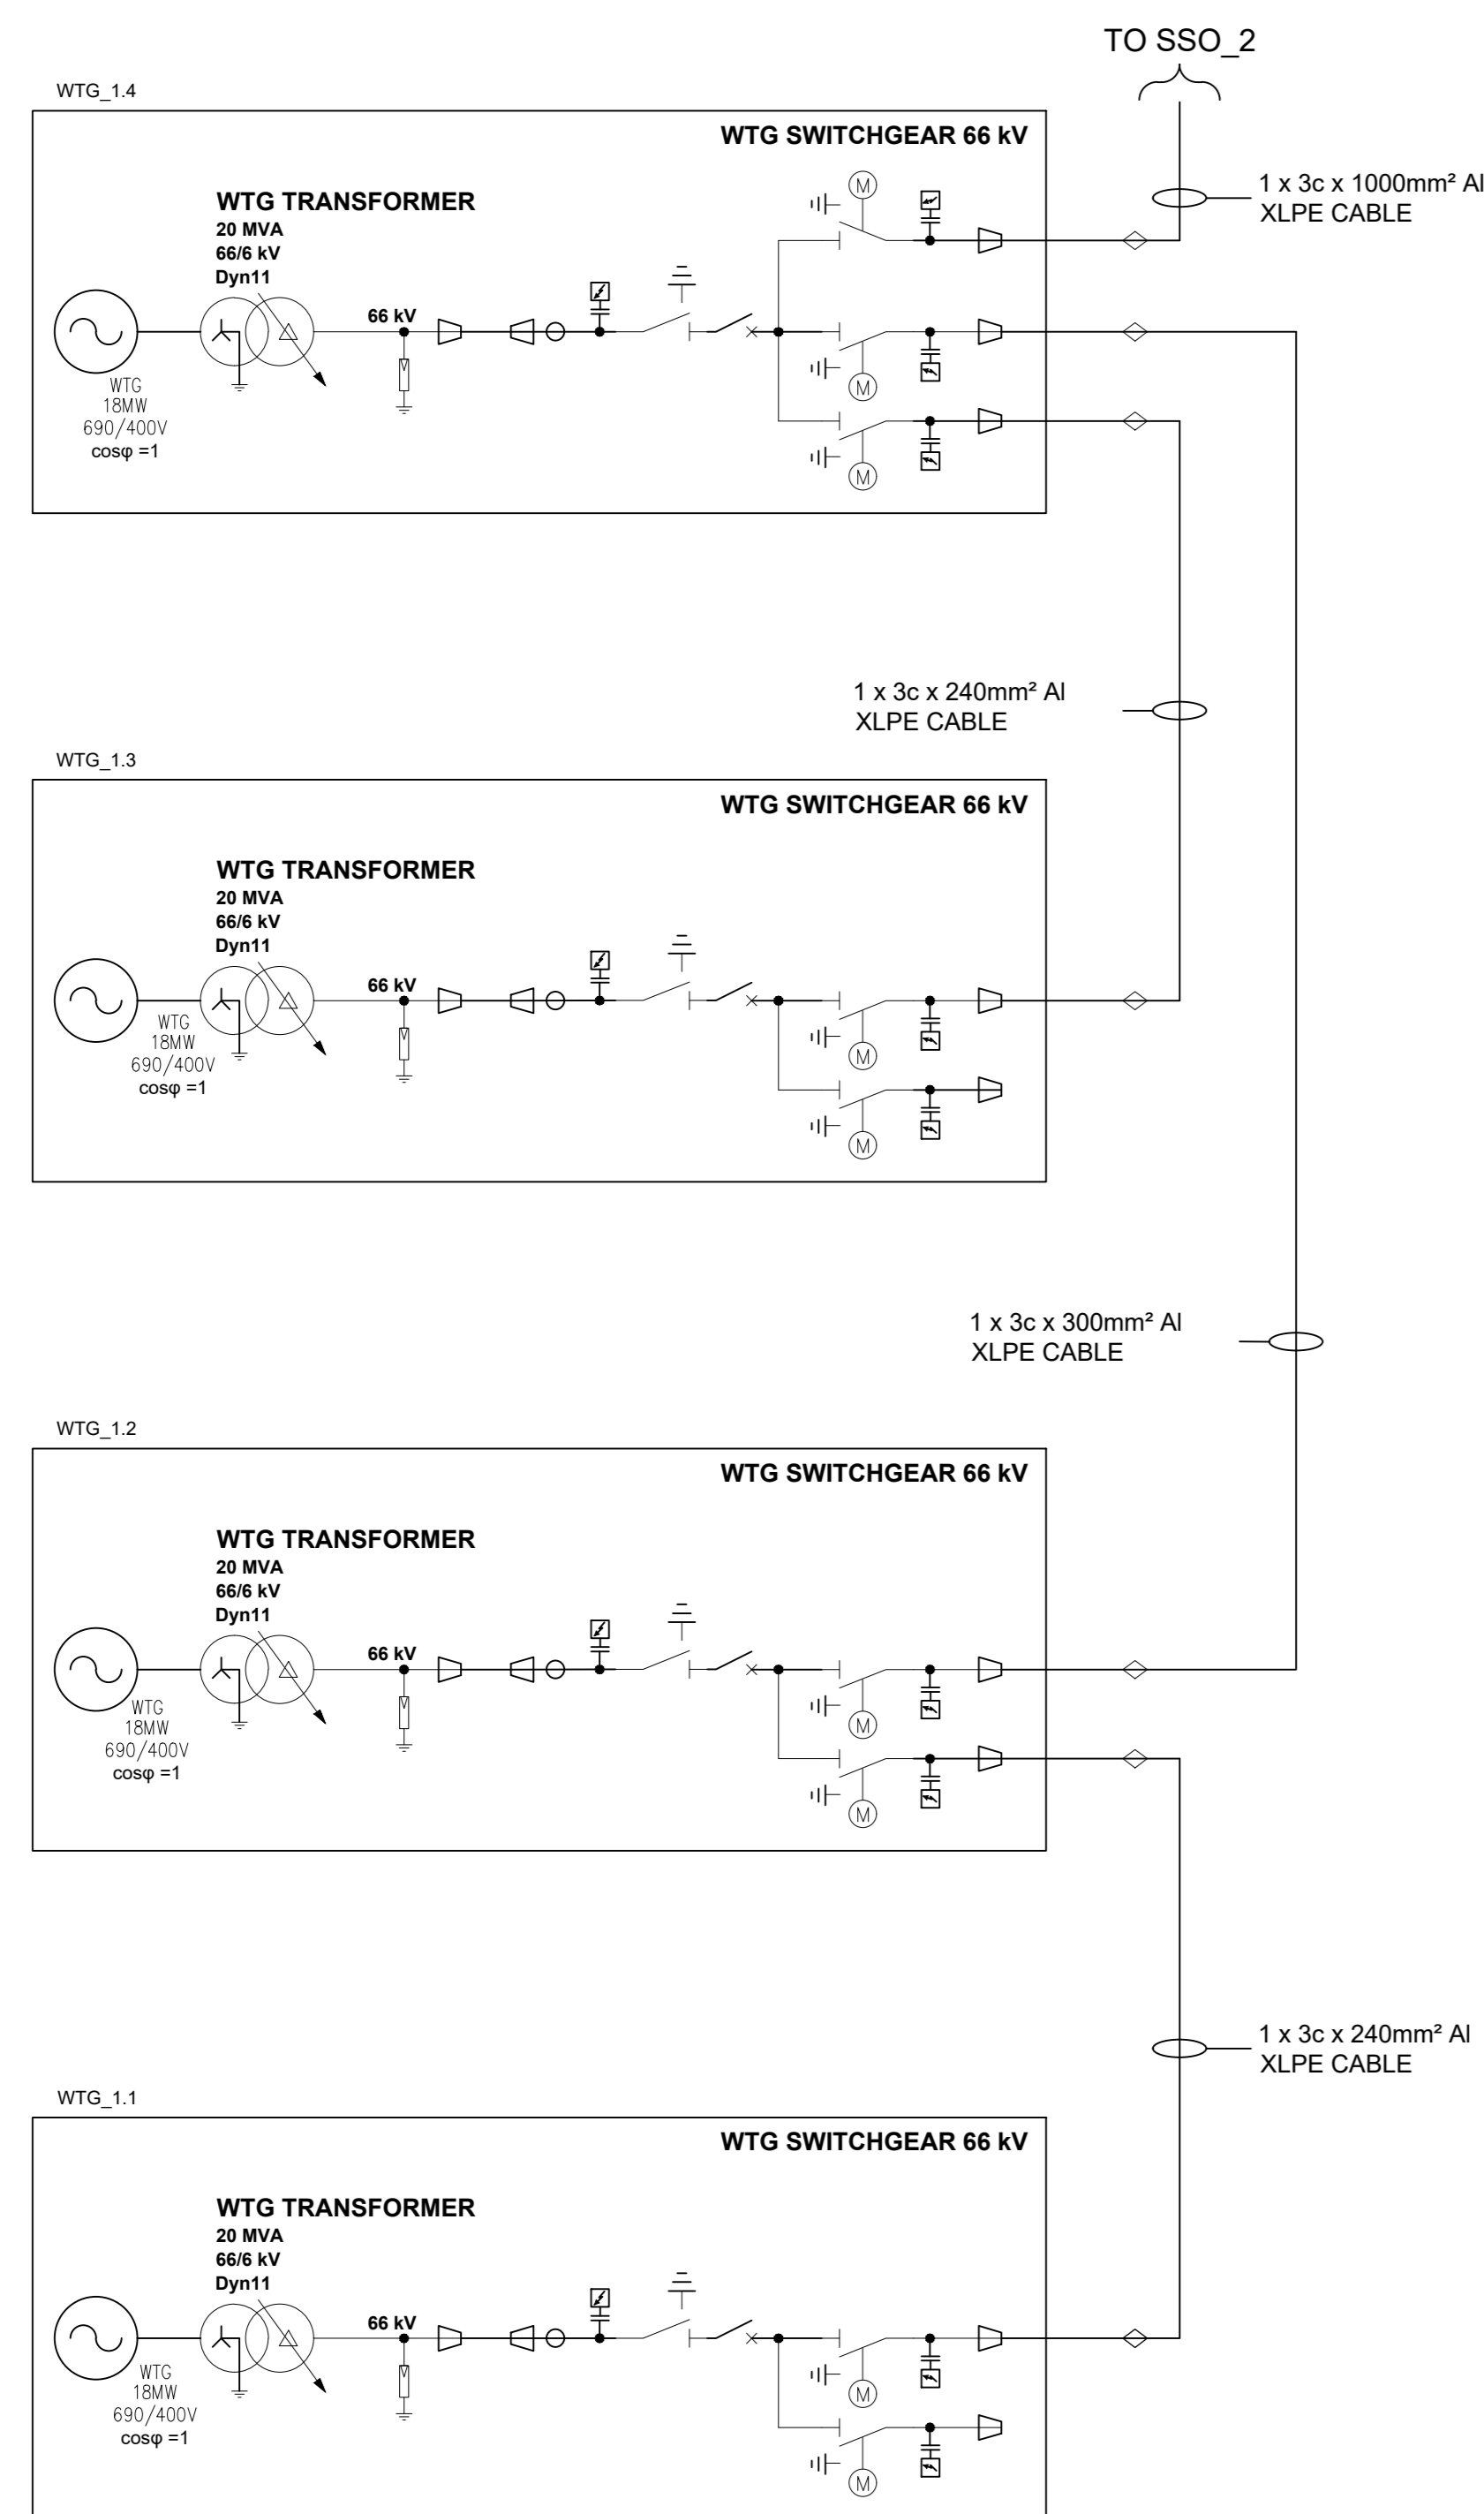 TO SSO_2
WTG_1.4
WTG SWITCHGEAR 66 kV
1 x 3c x 1000mm² Al
XLPE CABLE
WTG TRANSFORMER
20 MVA
66/6 kV
Dyn11
66 kV
M
M
M
WTG
18MW
690/400V
cosφ =1
1 x 3c x 240mm² Al
XLPE CABLE
WTG_1.3
WTG SWITCHGEAR 66 kV
WTG TRANSFORMER
20 MVA
66/6 kV
Dyn11
66 kV
WTG
18MW
690/400V
cosφ =1
M
M
1 x 3c x 300mm² Al
XLPE CABLE
WTG_1.2
WTG SWITCHGEAR 66 kV
WTG TRANSFORMER
20 MVA
66/6 kV
Dyn11
66 kV
WTG
18MW
690/400V
cosφ =1
M
M
1 x 3c x 240mm² Al
XLPE CABLE
WTG_1.1
WTG SWITCHGEAR 66 kV
WTG TRANSFORMER
20 MVA
66/6 kV
Dyn11
66 kV
WTG
18MW
690/400V
cosφ =1
M
M